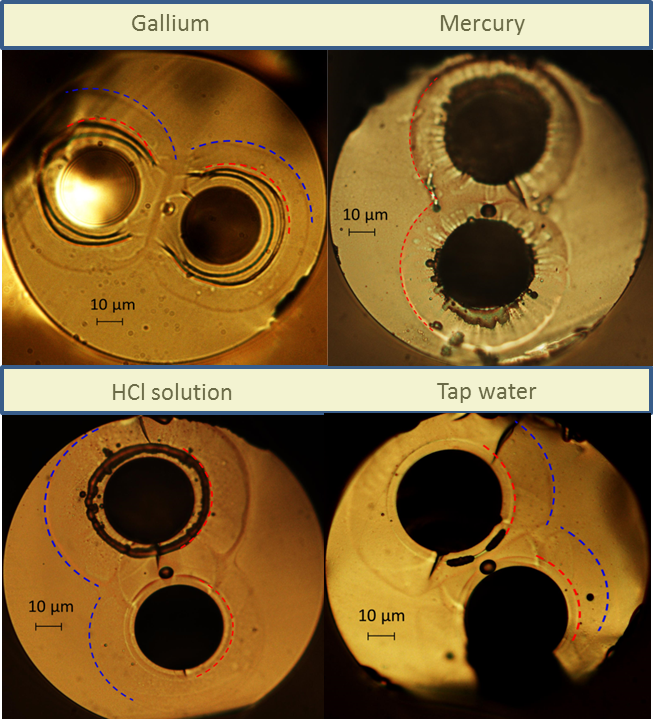 Gallium
Mercury
10 µm
10 µm
HCl solution
Tap water
10 µm
10 µm